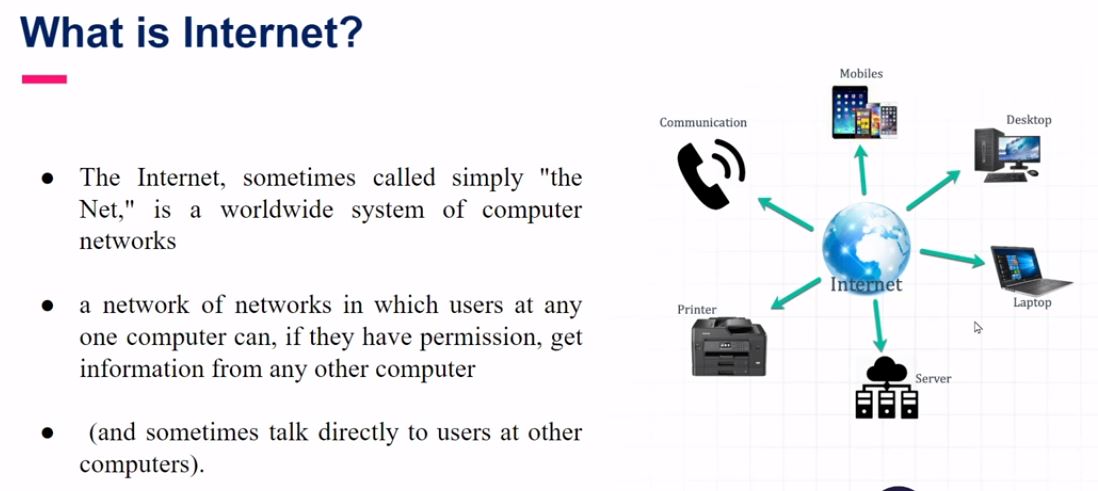 What is Internet?
● The Internet, sometimes called simply "the
Net," is a worldwide system of computer
networks
● a network of networks in which users at any
one computer can, if they have permission, get
information from any other computer
● (and sometimes talk directly to users at other
computers).
Mobiles
Communication
Desktop
Internet
Laptop
Printer
Server